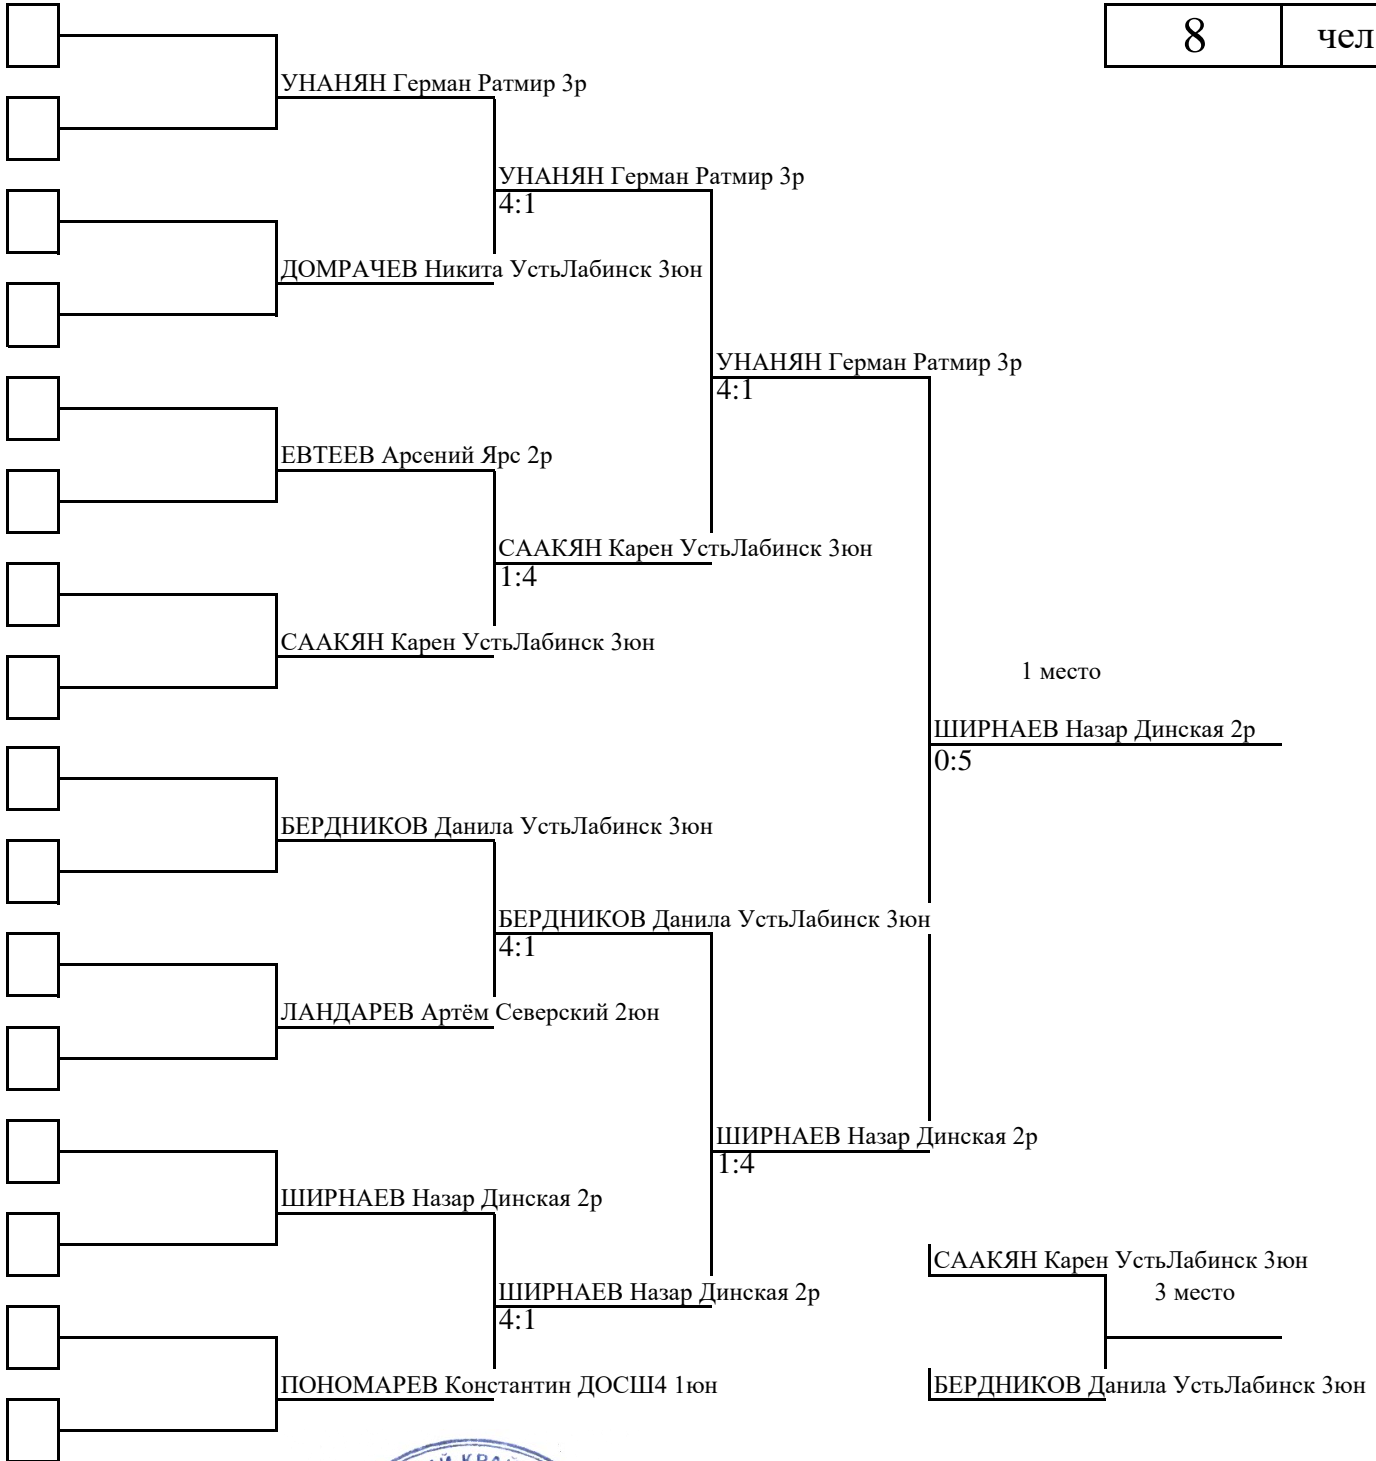 8 чел
УНАНЯН Герман Ратмир 3р
УНАНЯН Герман Ратмир 3р
4:1
ДОМРАЧЕВ Никита УстьЛабинск 3юн
УНАНЯН Герман Ратмир 3р
4:1
ЕВТЕЕВ Арсений Ярс 2р
СААКЯН Карен УстьЛабинск 3юн
1:4
СААКЯН Карен УстьЛабинск 3юн
1 место
ШИРНАЕВ Назар Динская 2р
0:5
БЕРДНИКОВ Данила УстьЛабинск 3юн
БЕРДНИКОВ Данила УстьЛабинск 3юн
4:1
ЛАНДАРЕВ Артём Северский 2юн
ШИРНАЕВ Назар Динская 2р
1:4
ШИРНАЕВ Назар Динская 2р
СААКЯН Карен УстьЛабинск 3юн
ШИРНАЕВ Назар Динская 2р
3 место
4:1
ПОНОМАРЕВ Константин ДОСШ4 1юн
БЕРДНИКОВ Данила УстьЛабинск 3юн